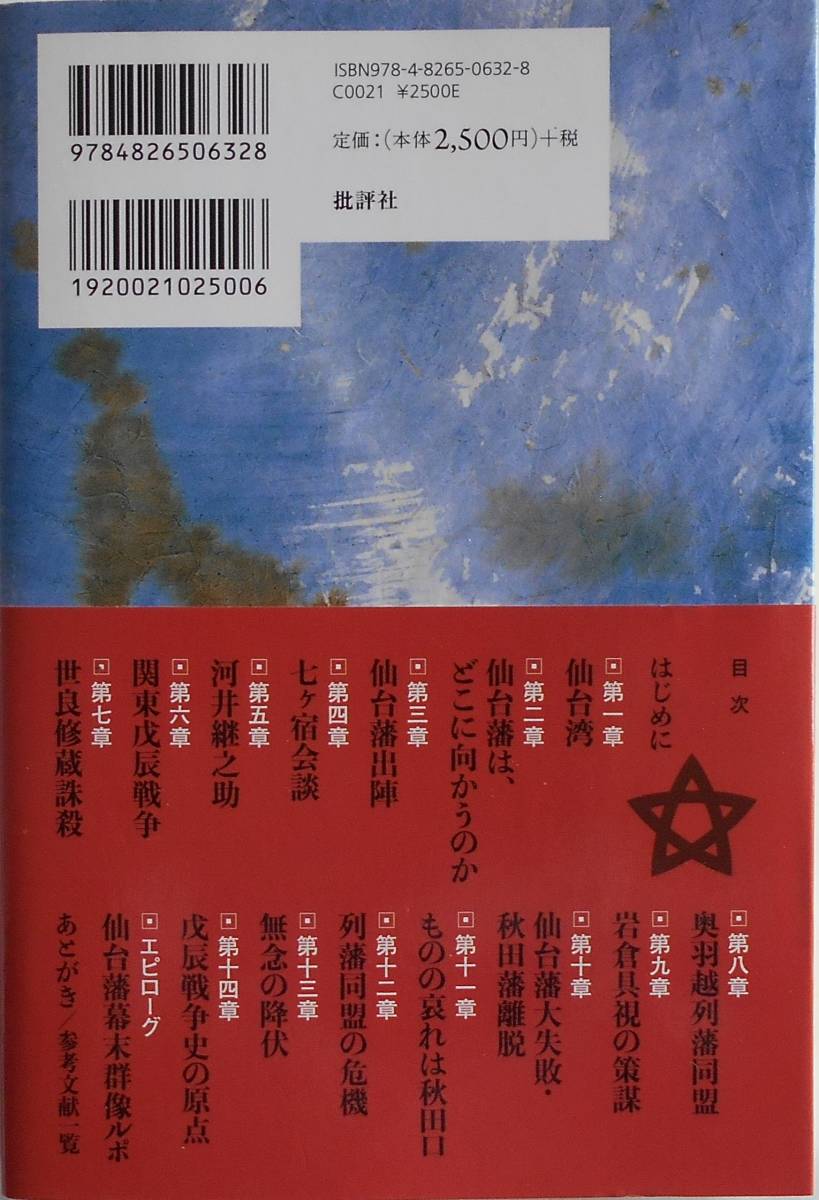 ISBN978-4-8265-0632-8
C0021 ¥2500E
9784826506328
定価：(本体2,500円)+税
批評社
1920021025006
目次
はじめに
第一章
仙台湾
第二章
仙台藩は、
どこに向かうのか
第三章
仙台藩出陣
第四章
七ヶ宿会談
第五章
河井継之助
第六章
関東戊辰戦争
第七章
世良修蔵誅殺
第八章
奥羽越列藩同盟
第九章
岩倉具視の策謀
第十章
仙台藩大失敗・
秋田藩離脱
第十一章
ものの哀れは秋田口
第十二章
列藩同盟の危機
第十三章
無念の降伏
第十四章
戊辰戦争史の原点
エピローグ
仙台藩幕末群像ルポ
あとがき／参考文献一覧